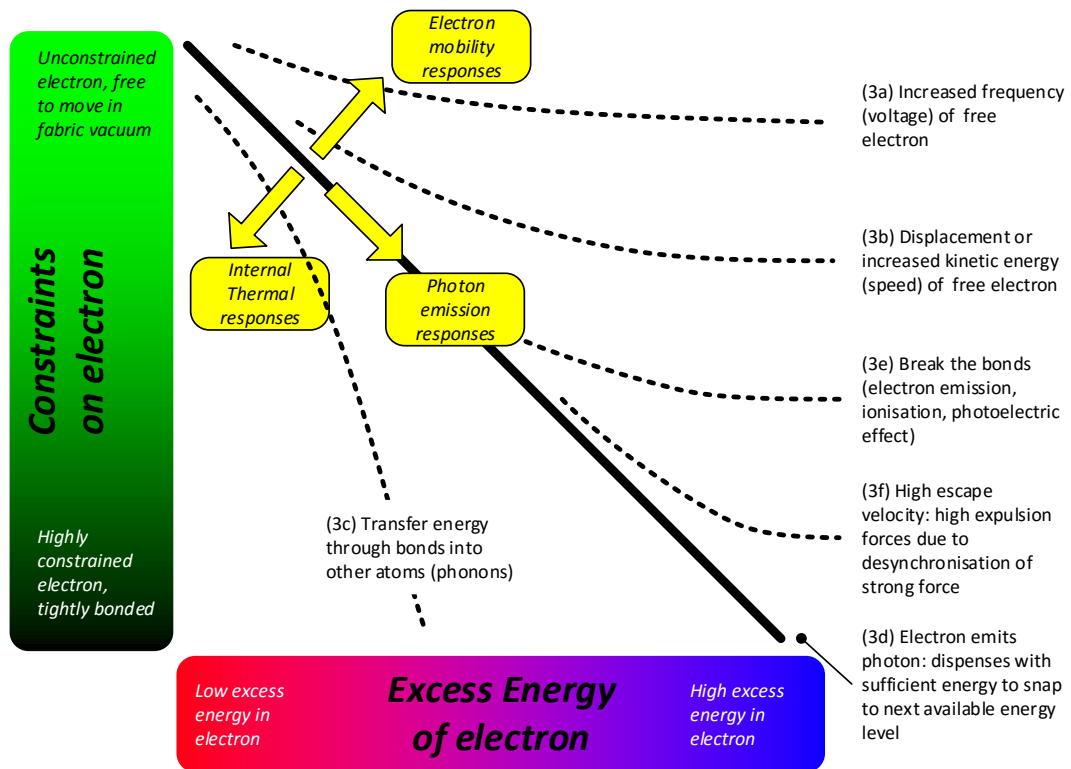 Unconstrained
electron, free
to move in
fabric vacuum
Constraints
on electron
Highly
constrained
electron,
tightly bonded
Electron
mobility
responses
Internal
Thermal
responses
Photon
emission
responses
(3a) Increased frequency
(voltage) of free
electron
(3b) Displacement or
increased kinetic energy
(speed) of free electron
(3e) Break the bonds
(electron emission,
ionisation, photoelectric
effect)
(3f) High escape
velocity: high expulsion
forces due to
desynchronisation of
strong force
(3c) Transfer energy
through bonds into
other atoms (phonons)
(3d) Electron emits
photon: dispenses with
sufficient energy to snap
to next available energy
level
Low excess
energy in
electron
Excess Energy
of electron
High excess
energy in
electron